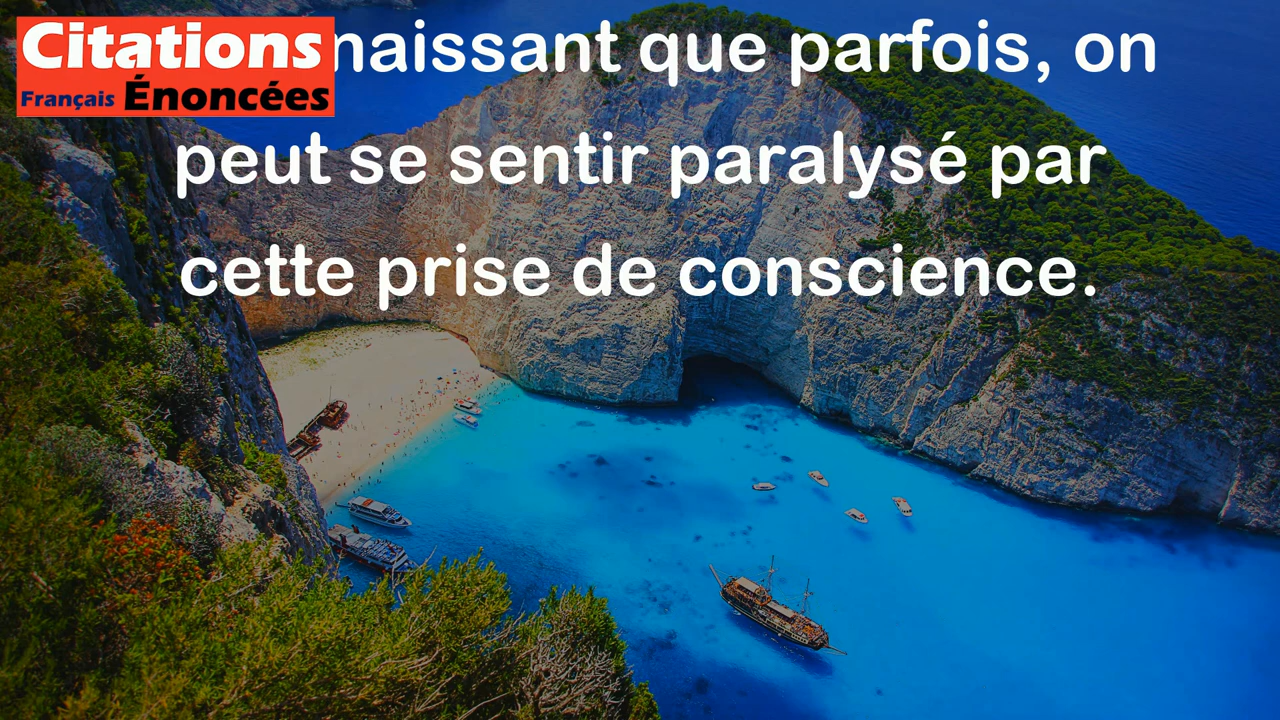 Citations
Français Énoncées
naissant que parfois, on
peut se sentir paralysé par
cette prise de conscience.